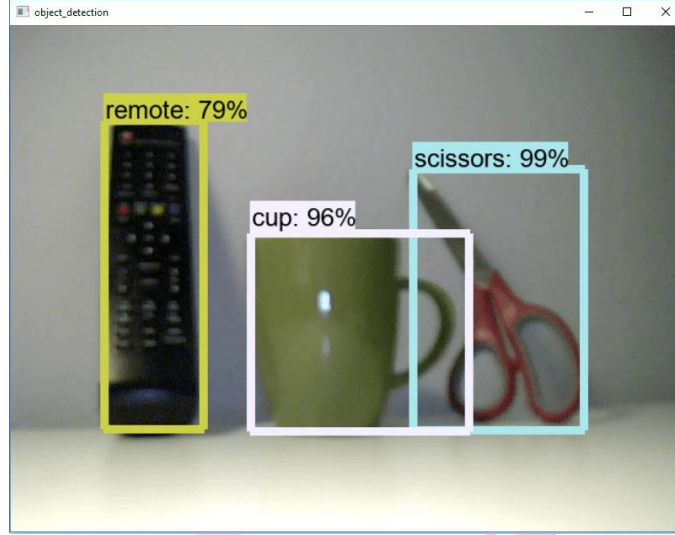 object_detection
remote: 79%
scissors: 99%
cup: 96%